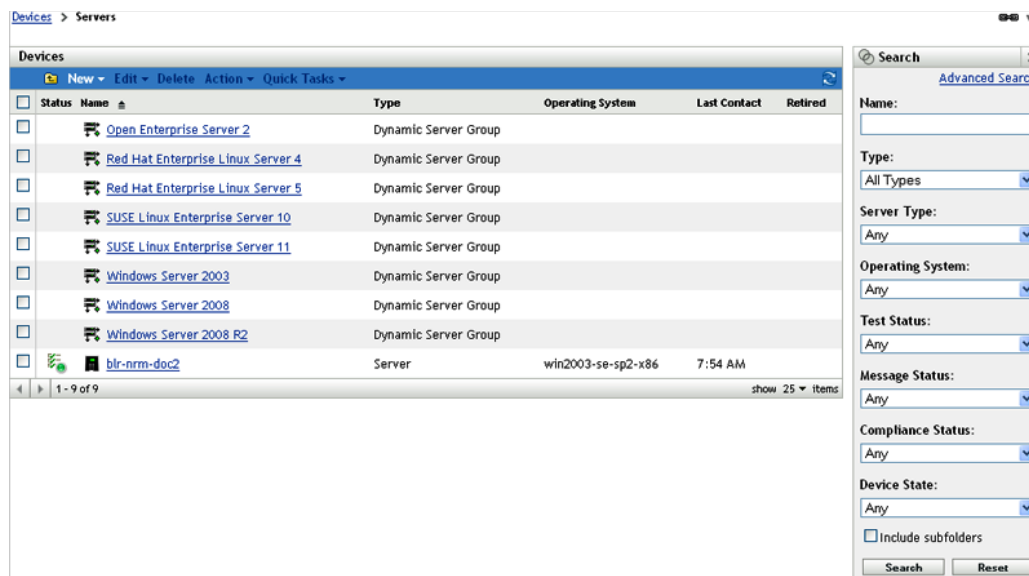 Devices > Servers
Devices
New Edit Delete Action Quick Tasks
Status Name Type Operating System Last Contact Retired
Open Enterprise Server 2 Dynamic Server Group
Red Hat Enterprise Linux Server 4 Dynamic Server Group
Red Hat Enterprise Linux Server 5 Dynamic Server Group
SUSE Linux Enterprise Server 10 Dynamic Server Group
SUSE Linux Enterprise Server 11 Dynamic Server Group
Windows Server 2003 Dynamic Server Group
Windows Server 2008 Dynamic Server Group
Windows Server 2008 R2 Dynamic Server Group
blr-nrm-doc2 Server win2003-se-sp2-x86 7:54 AM
1 - 9 of 9 show 25 items
Search
Advanced Searc
Name:
Type:
All Types
Server Type:
Any
Operating System:
Any
Test Status:
Any
Message Status:
Any
Compliance Status:
Any
Device State:
Any
Include subfolders
Search Reset